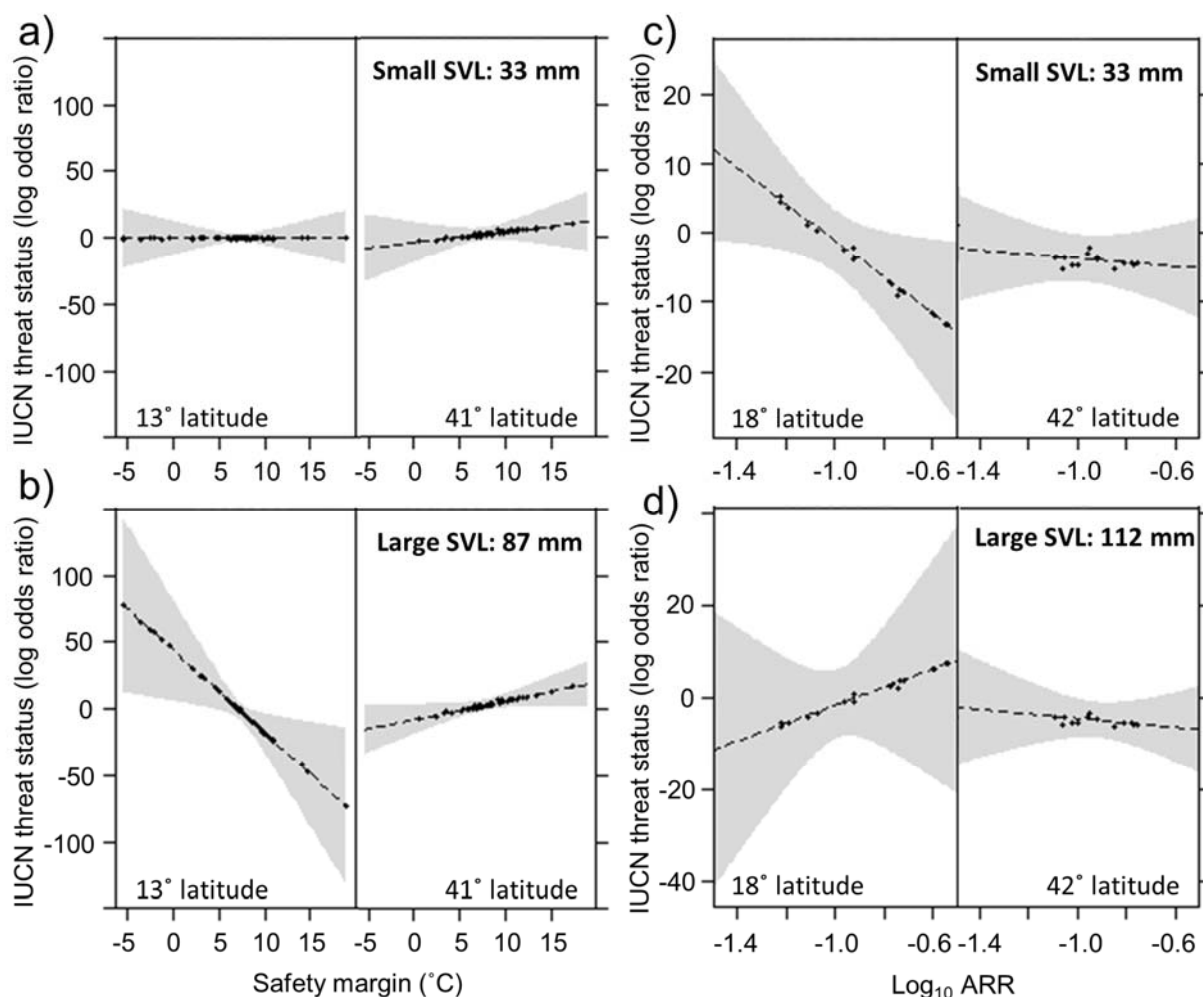 a)
Small SVL: 33 mm
IUCN threat status (log odds ratio)
100
50
0
-50
-100
13° latitude
41° latitude
-5 0 5 10 15 -5 0 5 10 15
b)
Large SVL: 87 mm
IUCN threat status (log odds ratio)
100
50
0
-50
-100
13° latitude
41° latitude
-5 0 5 10 15 -5 0 5 10 15
Safety margin (°C)
c)
Small SVL: 33 mm
IUCN threat status (log odds ratio)
20
10
0
-10
-20
18° latitude
42° latitude
-1.4 -1.0 -0.6 -1.4 -1.0 -0.6
d)
Large SVL: 112 mm
IUCN threat status (log odds ratio)
20
0
-20
-40
18° latitude
42° latitude
-1.4 -1.0 -0.6 -1.4 -1.0 -0.6
Log₁₀ ARR